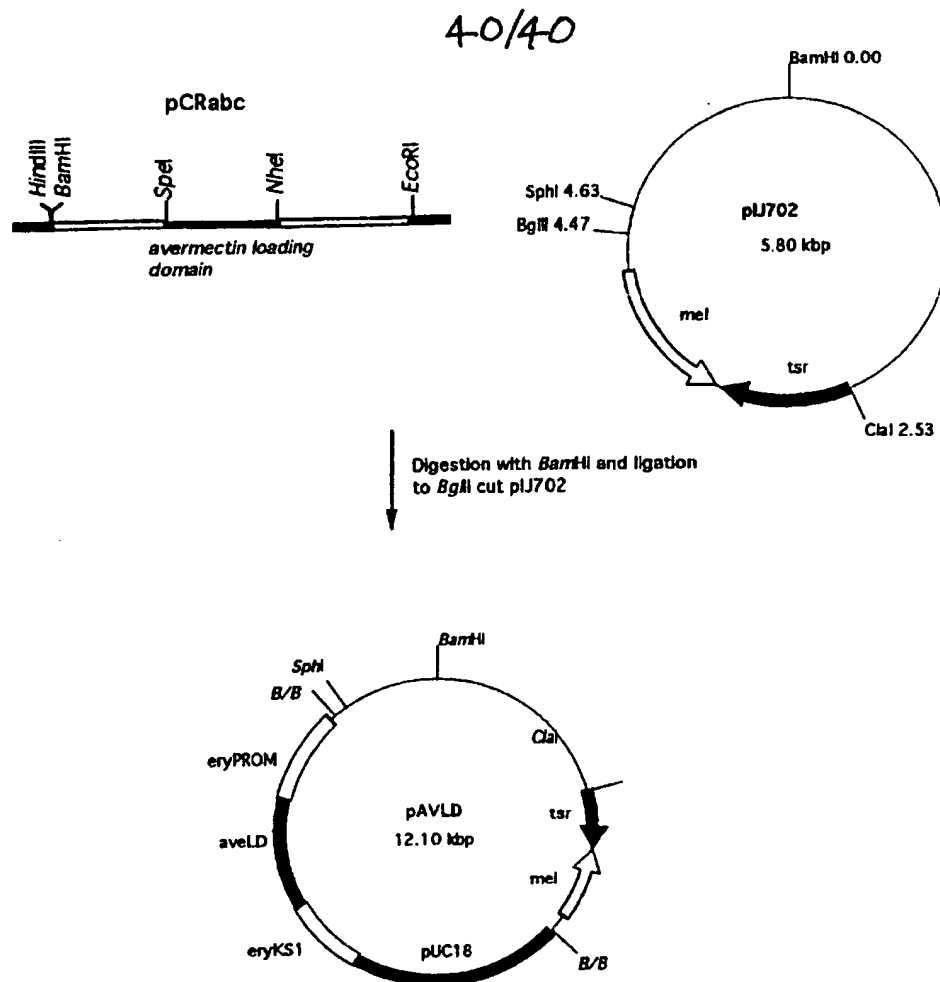 40/40
pCRabc
HindIII
BamHI
SpeI
NheI
EcoRI
avermectin loading
domain
BamHI 0.00
SphI 4.63
BglII 4.47
pIJ702
5.80 kbp
mel
tsr
ClaI 2.53
Digestion with BamHI and ligation
to BglII cut pIJ702
BamHI
SphI
B/B
ClaI
eryPROM
pAVLD
12.10 kbp
tsr
aveLD
mel
eryKS1
pUC18
B/B